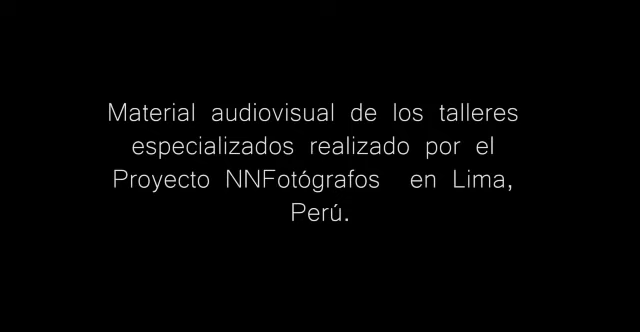 Material audiovisual de los talleres
especializados realizado por el
Proyecto NNFotógrafos en Lima,
Perú.